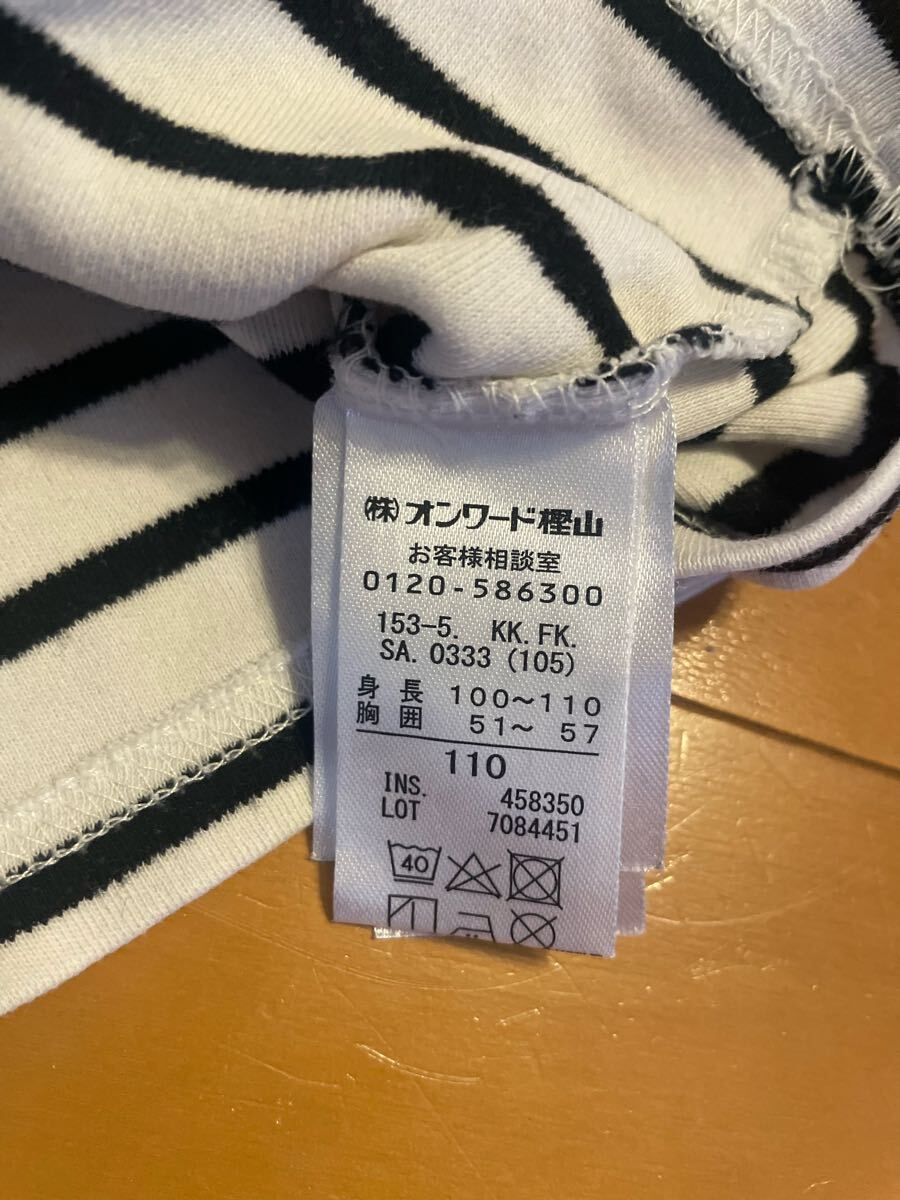 (株)オンワード樫山
お客様相談室
0120-586300
153-5. KK.FK.
SA. 0333 (105)
身 長 100～110
胸 囲 51～ 57
110
INS. 458350
LOT 7084451
40